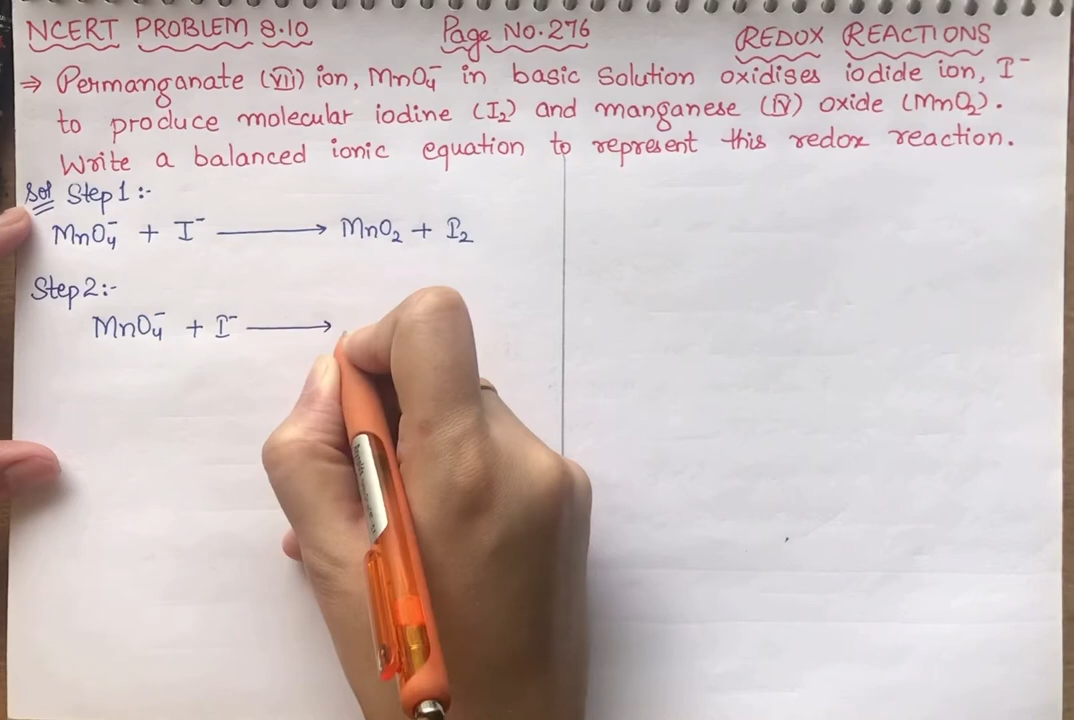 NCERT PROBLEM 8.10 Page No. 276 REDOX REACTIONS
⇒ Permanganate (VII) ion, MnO₄⁻ in basic solution oxidises iodide ion, I⁻
to produce molecular iodine (I₂) and manganese (IV) oxide (MnO₂).
Write a balanced ionic equation to represent this redox reaction.
Sol Step 1:-
MnO₄⁻ + I⁻ ⟶ MnO₂ + I₂
Step 2:-
MnO₄⁻ + I⁻ ⟶